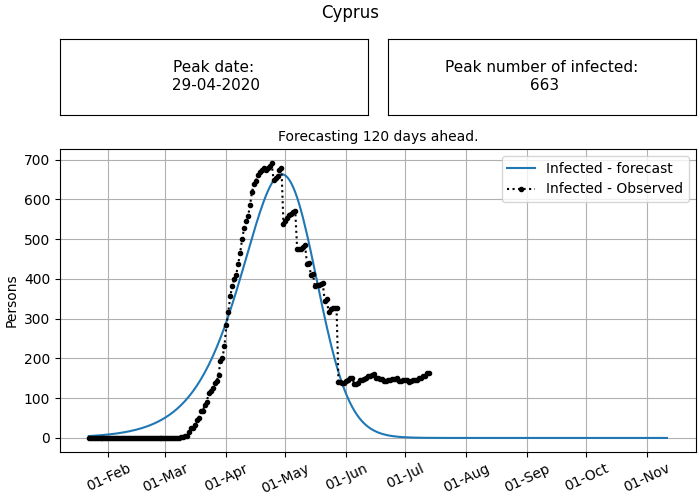 Cyprus
Peak date:
29-04-2020
Peak number of infected:
663
Forecasting 120 days ahead.
Infected - forecast
Infected - Observed
700
600
500
400
300
200
100
0
Persons
01-Feb
01-Mar
01-Apr
01-May
01-Jun
01-Jul
01-Aug
01-Sep
01-Oct
01-Nov